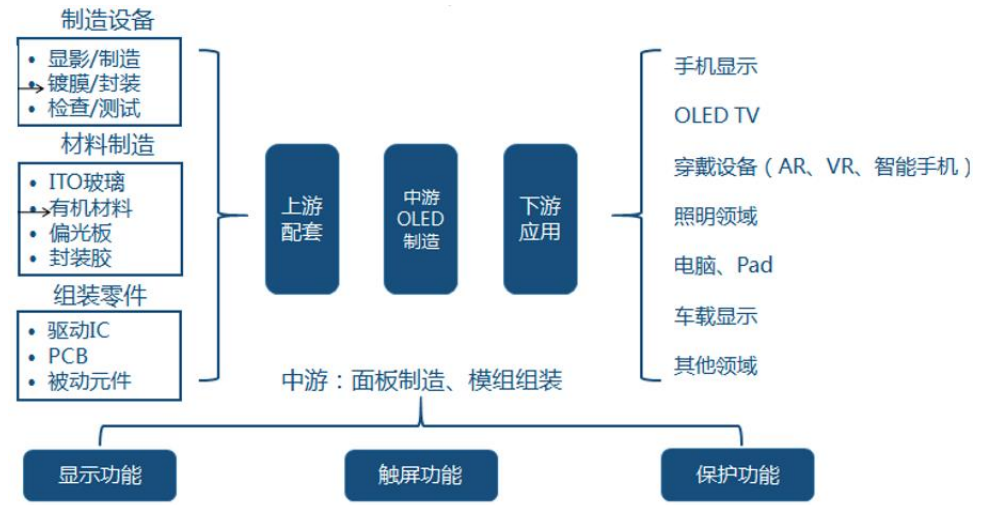 制造设备
• 显影/制造
• 镀膜/封装
• 检查/测试
材料制造
• ITO玻璃
• 有机材料
• 偏光板
• 封装胶
组装零件
• 驱动IC
• PCB
• 被动元件
上游
配套
中游
OLED
制造
下游
应用
手机显示
OLED TV
穿戴设备（AR、VR、智能手机）
照明领域
电脑、Pad
车载显示
其他领域
中游：面板制造、模组组装
显示功能
触屏功能
保护功能